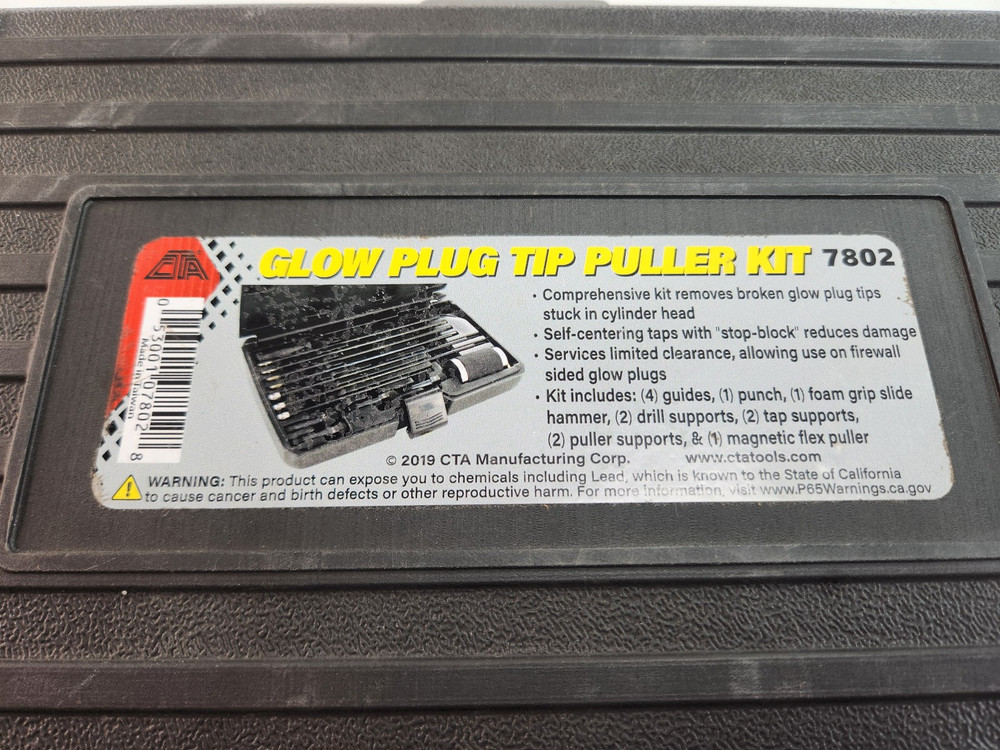 CTA
GLOW PLUG TIP PULLER KIT 7802
• Comprehensive kit removes broken glow plug tips
stuck in cylinder head
• Self-centering taps with "stop-block" reduces damage
• Services limited clearance, allowing use on firewall
sided glow plugs
• Kit includes: (4) guides, (1) punch, (1) foam grip slide
hammer, (2) drill supports, (2) tap supports,
(2) puller supports, & (1) magnetic flex puller
© 2019 CTA Manufacturing Corp. www.ctatools.com
WARNING: This product can expose you to chemicals including Lead, which is known to the State of California
to cause cancer and birth defects or other reproductive harm. For more information, visit www.P65Warnings.ca.gov
0 53001 07802 8
Made in Taiwan